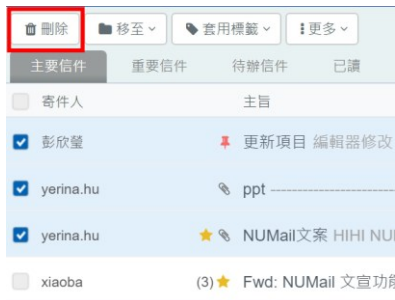 刪除 移至 套用標籤 更多
主要信件 重要信件 待辦信件 已讀
寄件人 主旨
彭欣瑩 更新項目 編輯器修改
yerina.hu ppt --------------------
yerina.hu NUMail文案 HIHI NU
xiaoba (3) Fwd: NUMail 文宣功能